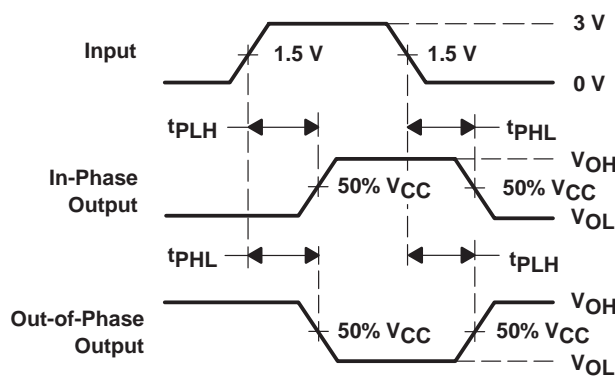 3 V
Input
1.5 V
1.5 V
0 V
tPLH
tPHL
VOH
In-Phase
Output
50% VCC
50% VCC
VOL
tPHL
tPLH
VOH
Out-of-Phase
Output
50% VCC
50% VCC
VOL